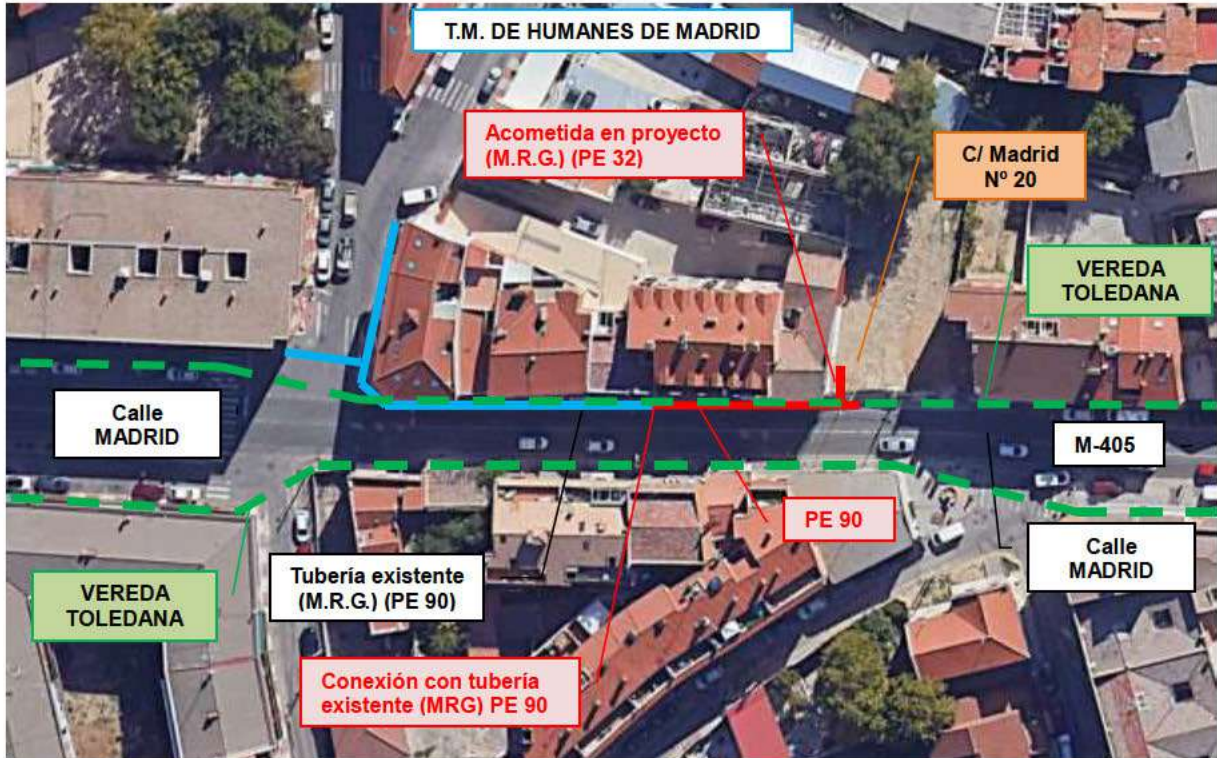 T.M. DE HUMANES DE MADRID
Acometida en proyecto
(M.R.G.) (PE 32)
C/ Madrid
Nº 20
VEREDA
TOLEDANA
Calle
MADRID
M-405
PE 90
Tubería existente
(M.R.G.) (PE 90)
Calle
MADRID
VEREDA
TOLEDANA
Conexión con tubería
existente (MRG) PE 90